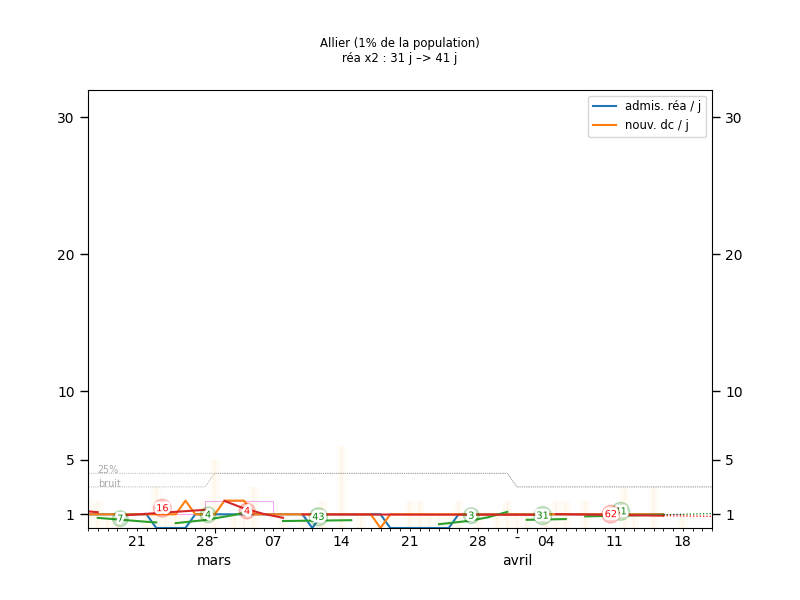 Allier (1% de la population)
réa x2 : 31 j –> 41 j
admis. réa / j
nouv. dc / j
30 30
20 20
10 10
5 5
1 1
25%
bruit
7 16 4 4 43 3 31 62
21 28 07 14 21 28 04 11 18
mars avril